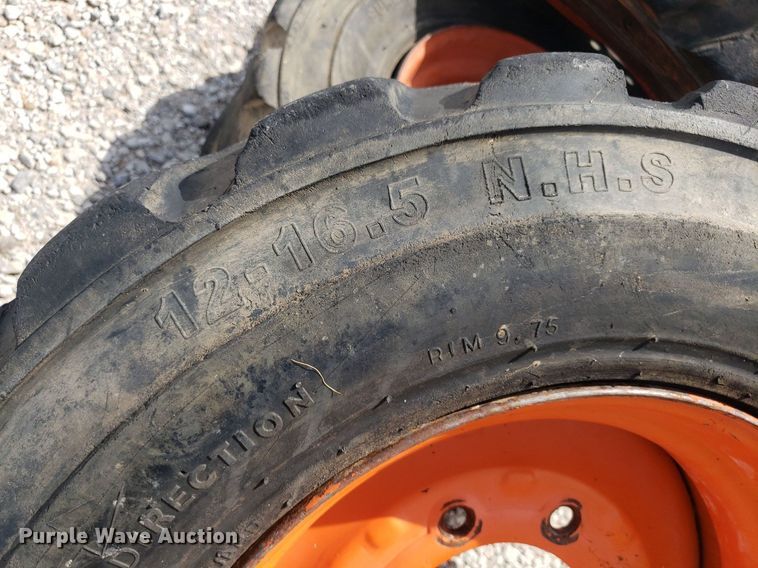 12-16.5 N.H.S
RIM 9.75
DIRECTION
Purple Wave Auction